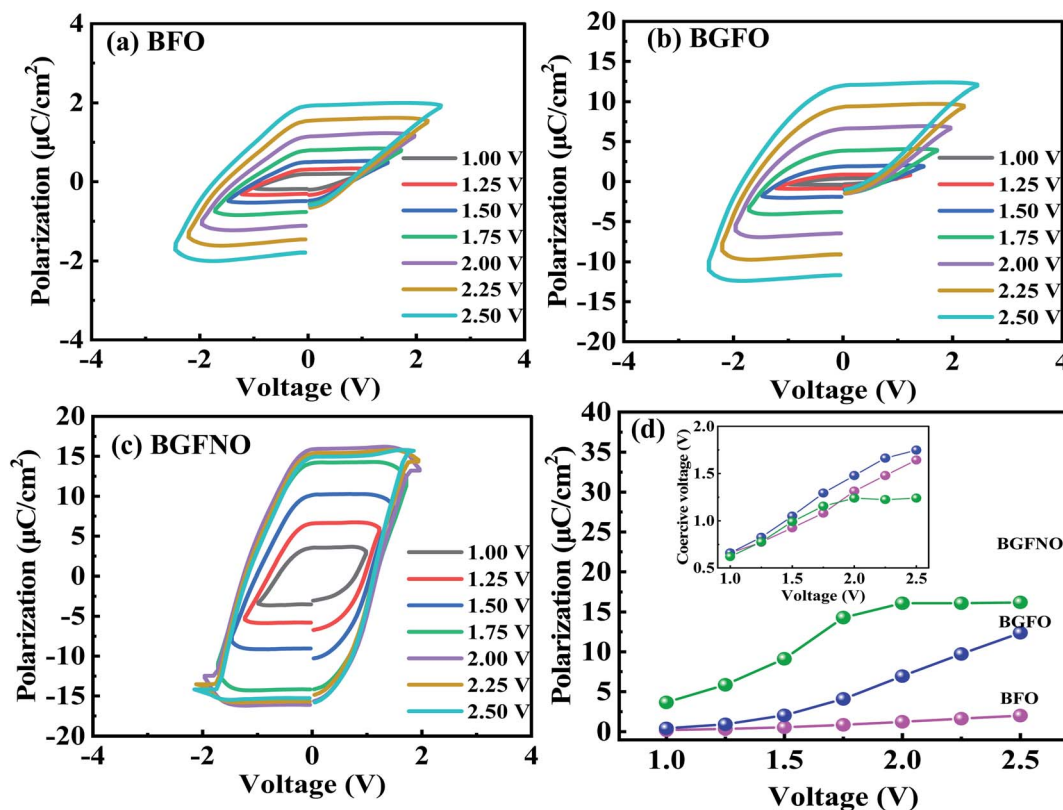 (a) BFO
Polarization (μC/cm²)
4
2
0
-2
-4
-4
-2
0
2
4
Voltage (V)
1.00 V
1.25 V
1.50 V
1.75 V
2.00 V
2.25 V
2.50 V
(b) BGFO
Polarization (μC/cm²)
20
15
10
5
0
-5
-10
-15
-20
-4
-2
0
2
4
Voltage (V)
1.00 V
1.25 V
1.50 V
1.75 V
2.00 V
2.25 V
2.50 V
(c) BGFNO
Polarization (μC/cm²)
20
15
10
5
0
-5
-10
-15
-20
-4
-2
0
2
4
Voltage (V)
1.00 V
1.25 V
1.50 V
1.75 V
2.00 V
2.25 V
2.50 V
(d)
Polarization (μC/cm²)
40
35
30
25
20
15
10
5
0
1.0
1.5
2.0
2.5
Voltage (V)
Coercive voltage (V)
2.0
1.5
1.0
0.5
1.0
1.5
2.0
2.5
Voltage (V)
BGFNO
BGFO
BFO